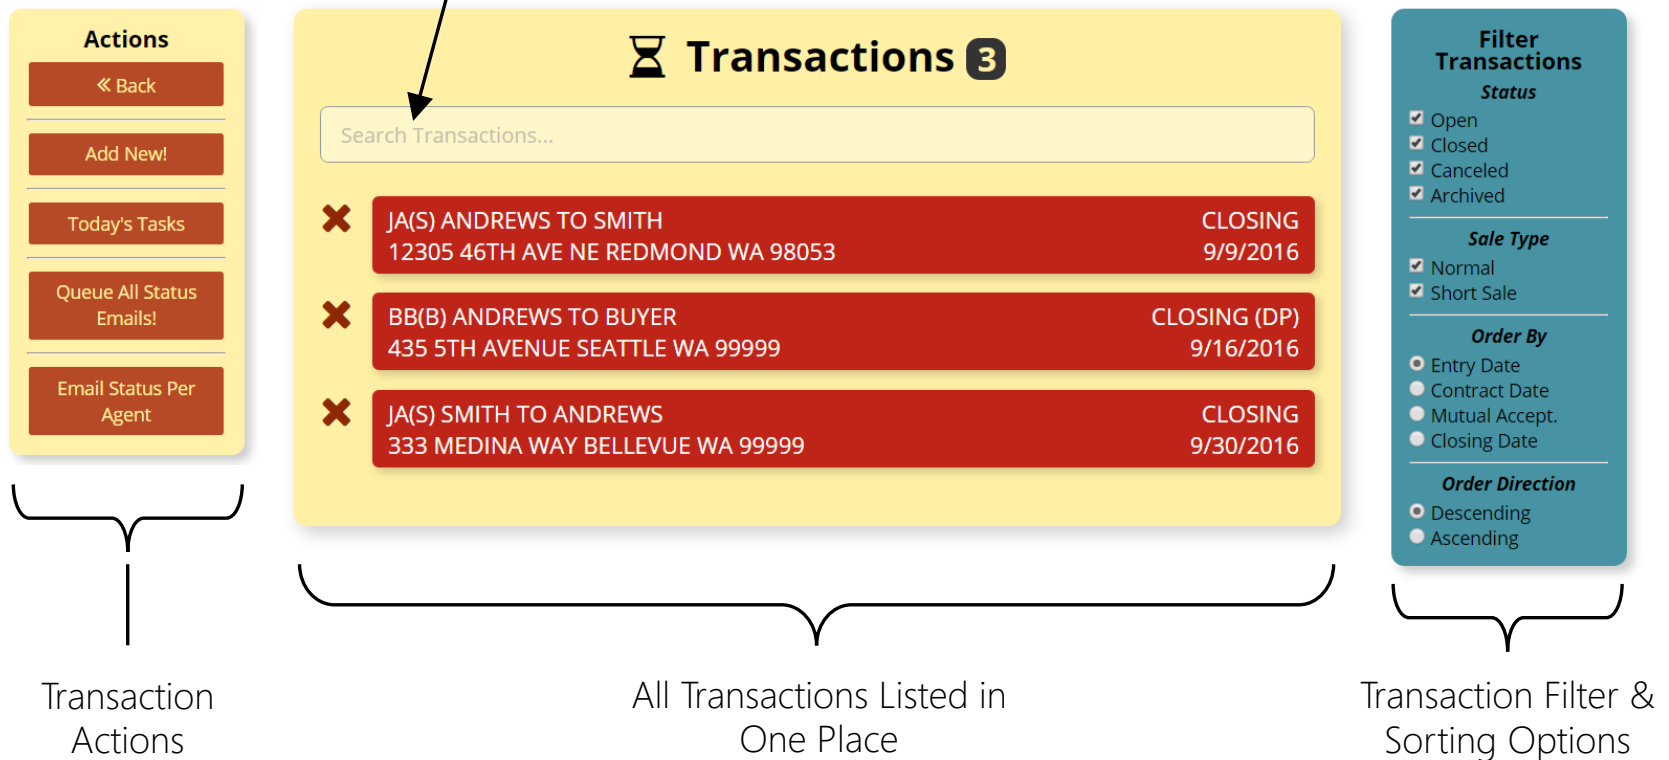 Actions
« Back
Add New!
Today's Tasks
Queue All Status
Emails!
Email Status Per
Agent
Transactions 3
Search Transactions...
JA(S) ANDREWS TO SMITH CLOSING
12305 46TH AVE NE REDMOND WA 98053 9/9/2016
BB(B) ANDREWS TO BUYER CLOSING (DP)
435 5TH AVENUE SEATTLE WA 99999 9/16/2016
JA(S) SMITH TO ANDREWS CLOSING
333 MEDINA WAY BELLEVUE WA 99999 9/30/2016
Filter
Transactions
Status
Open
Closed
Canceled
Archived
Sale Type
Normal
Short Sale
Order By
Entry Date
Contract Date
Mutual Accept.
Closing Date
Order Direction
Descending
Ascending
Transaction
Actions
All Transactions Listed in
One Place
Transaction Filter &
Sorting Options